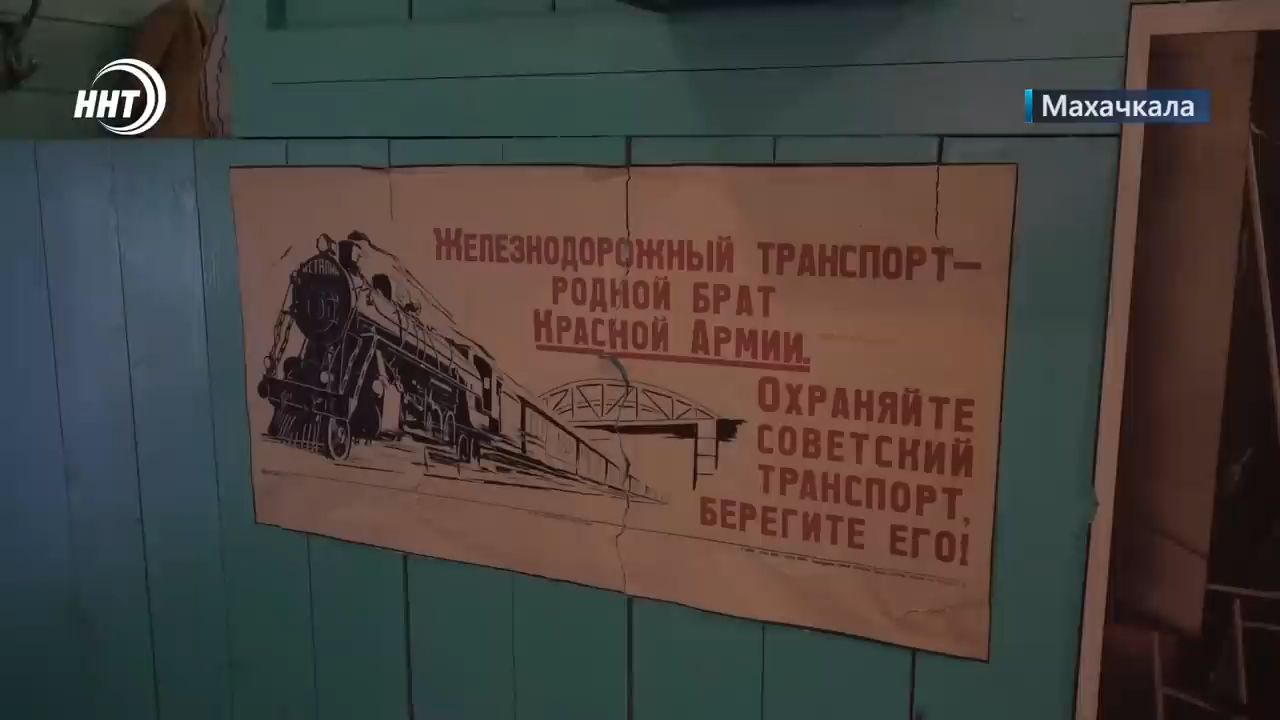 ННТ
Махачкала
Железнодорожный транспорт—
родной брат
Красной Армии.
Охраняйте
советский
транспорт,
берегите его!